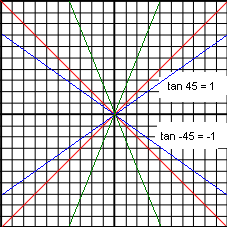 tan 45 = 1
tan -45 = -1